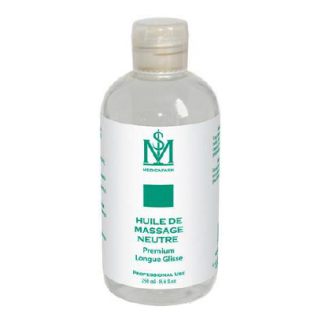 MEDICAFARM
HUILE DE
MASSAGE
NEUTRE
Premium
Longue Glisse
Professional Use
250 ml - 8.4 fl.oz